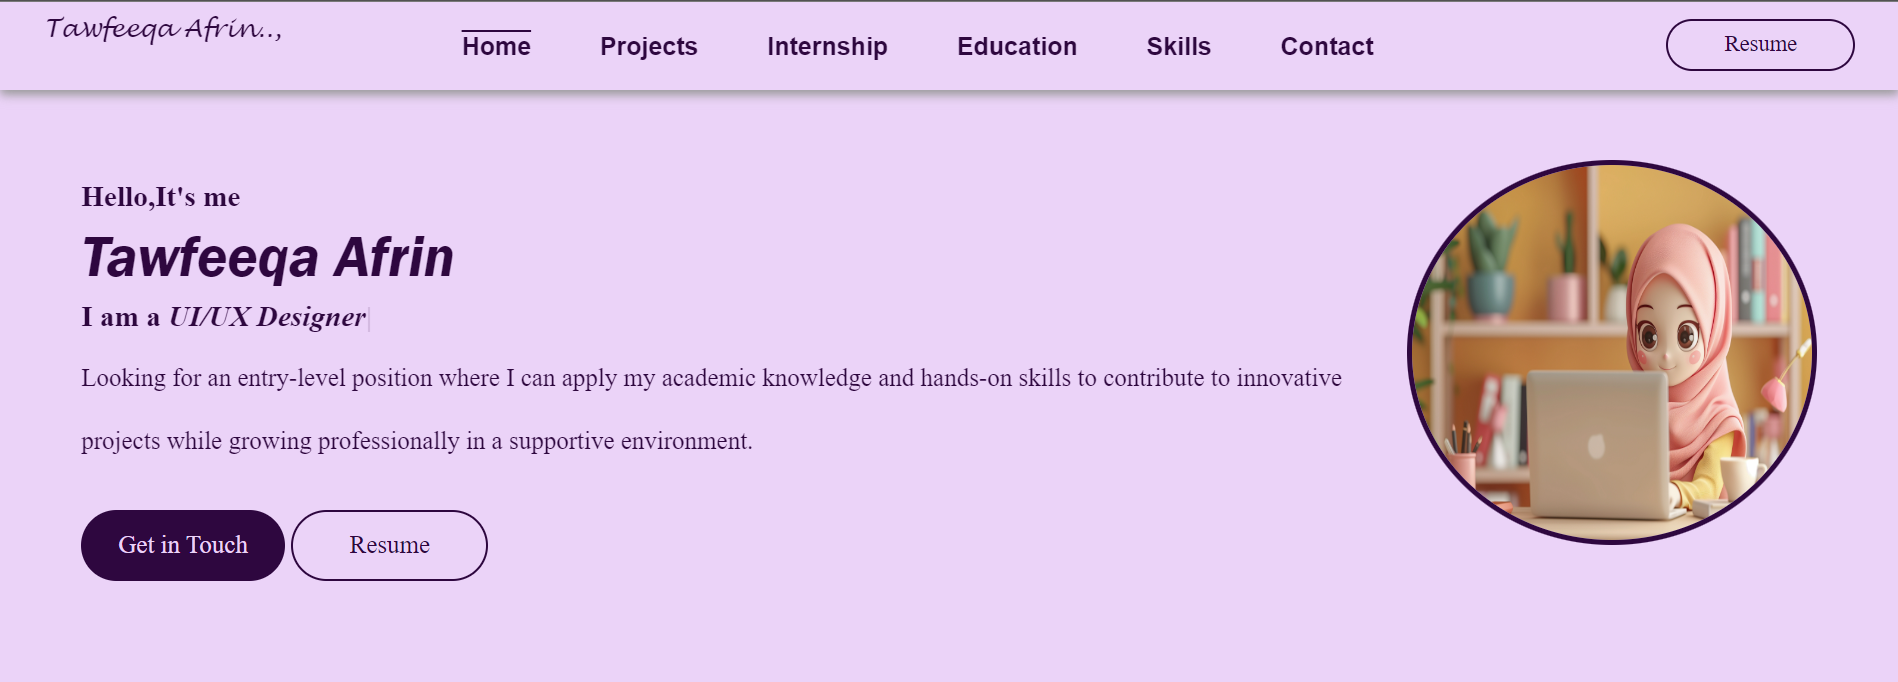 Tawfeeqa Afrin..,
Home Projects Internship Education Skills Contact
Resume
Hello,It's me
Tawfeeqa Afrin
I am a UI/UX Designer
Looking for an entry-level position where I can apply my academic knowledge and hands-on skills to contribute to innovative
projects while growing professionally in a supportive environment.
Get in Touch
Resume